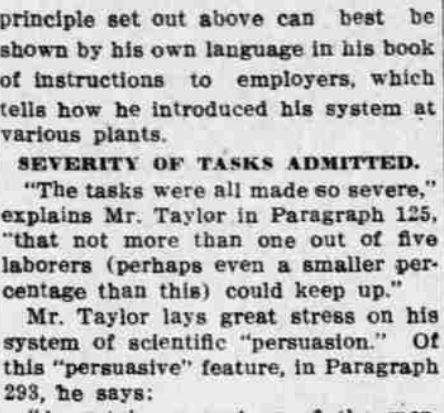 principle set out above can best be
shown by his own language in his book
of instructions to employers, which
tells how he introduced his system at
various plants.
SEVERITY OF TASKS ADMITTED.
"The tasks were all made so severe,"
explains Mr. Taylor in Paragraph 125,
"that not more than one out of five
laborers (perhaps even a smaller per-
centage than this) could keep up."
Mr. Taylor lays great stress on his
system of scientific "persuasion." Of
this "persuasive" feature, in Paragraph
293, he says: